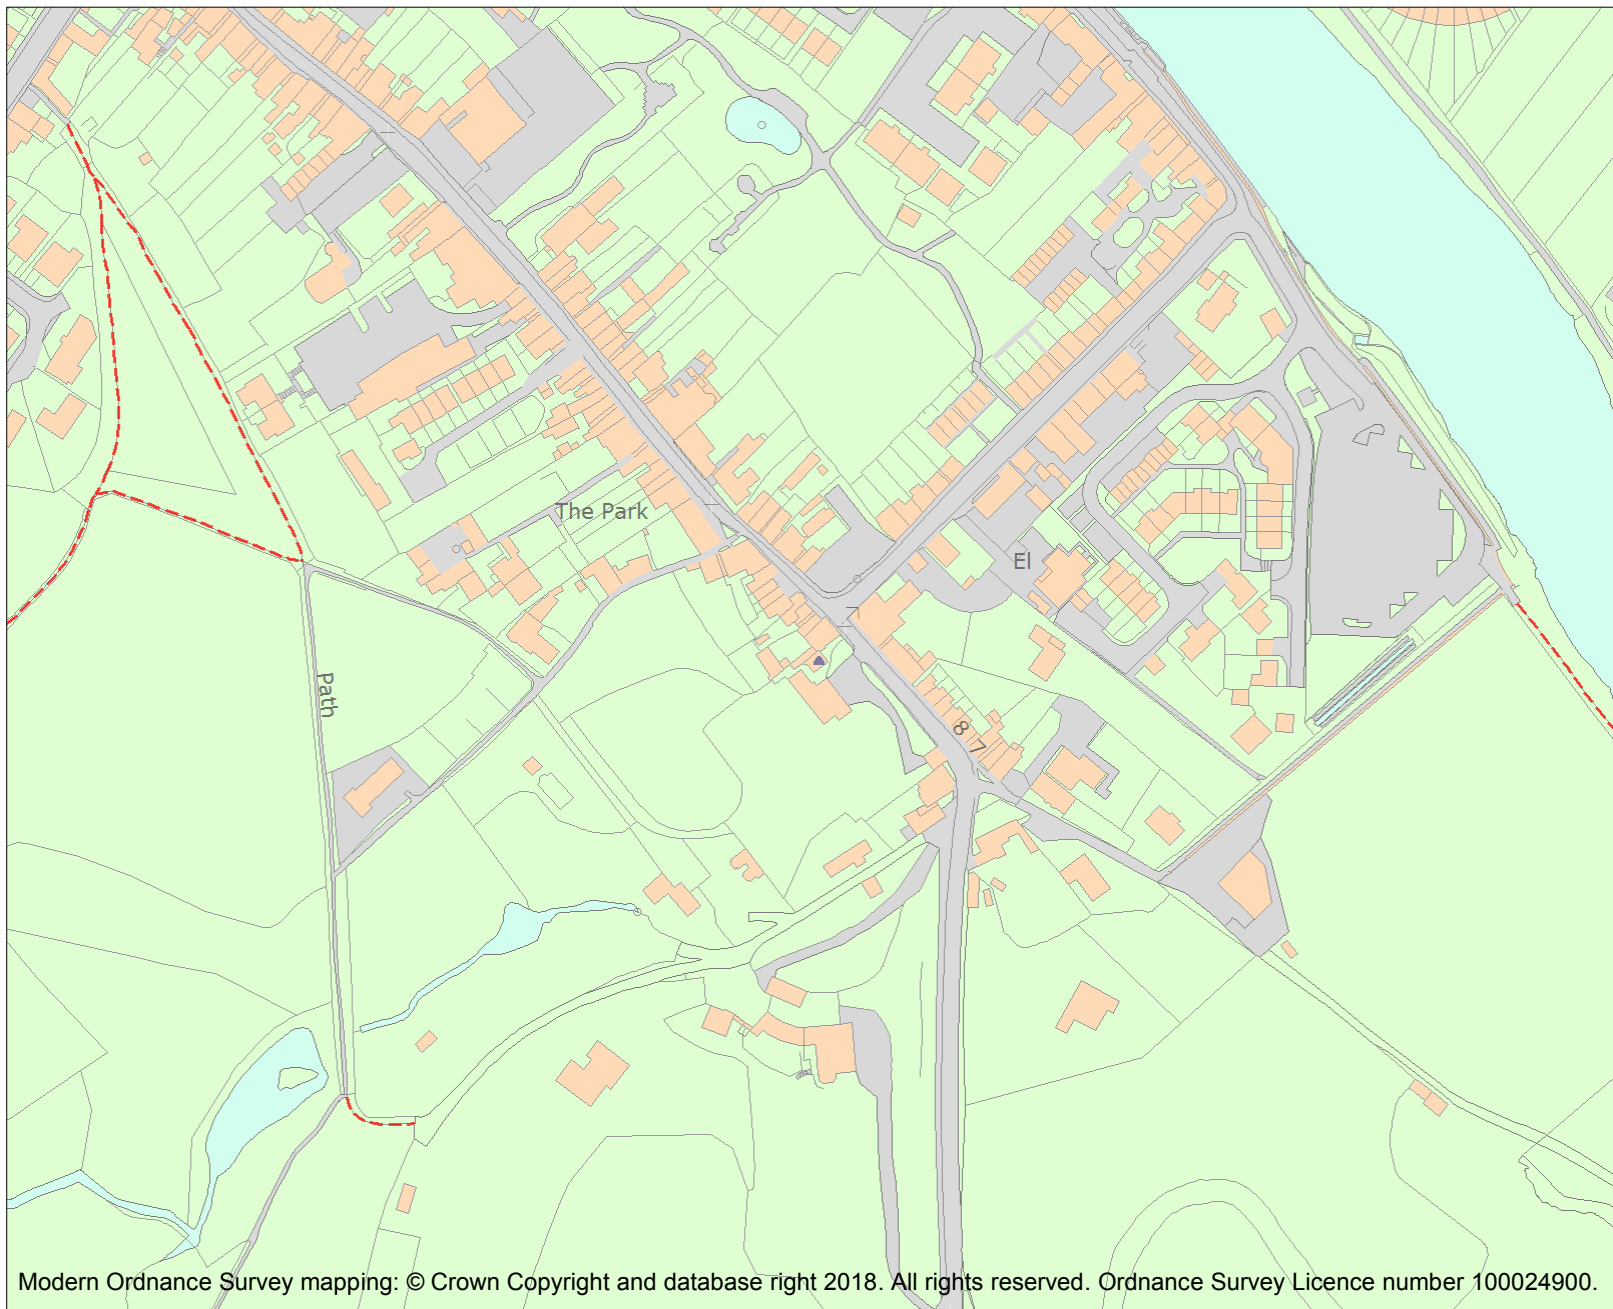 The Park
El
Path
8 7
7
Modern Ordnance Survey mapping: © Crown Copyright and database right 2018. All rights reserved. Ordnance Survey Licence number 100024900.